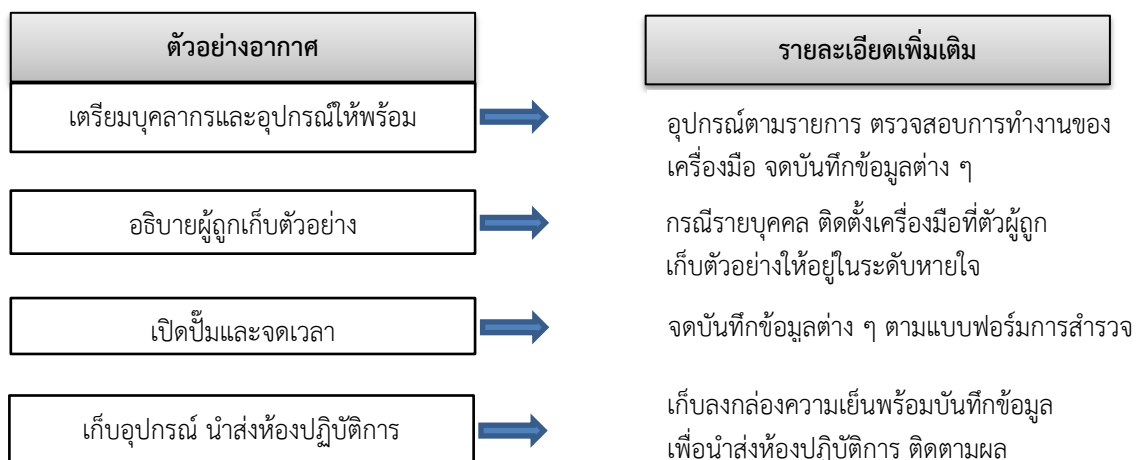 ตัวอย่างอากาศ
รายละเอียดเพิ่มเติม
เตรียมบุคลากรและอุปกรณ์ให้พร้อม
อุปกรณ์ตามรายการ ตรวจสอบการทำงานของ
เครื่องมือ จดบันทึกข้อมูลต่าง ๆ
อธิบายผู้ถูกเก็บตัวอย่าง
กรณีรายบุคคล ติดตั้งเครื่องมือที่ตัวผู้ถูก
เก็บตัวอย่างให้อยู่ในระดับหายใจ
เปิดปั๊มและจดเวลา
จดบันทึกข้อมูลต่าง ๆ ตามแบบฟอร์มการสำรวจ
เก็บอุปกรณ์ นำส่งห้องปฏิบัติการ
เก็บลงกล่องความเย็นพร้อมบันทึกข้อมูล
เพื่อนำส่งห้องปฏิบัติการ ติดตามผล